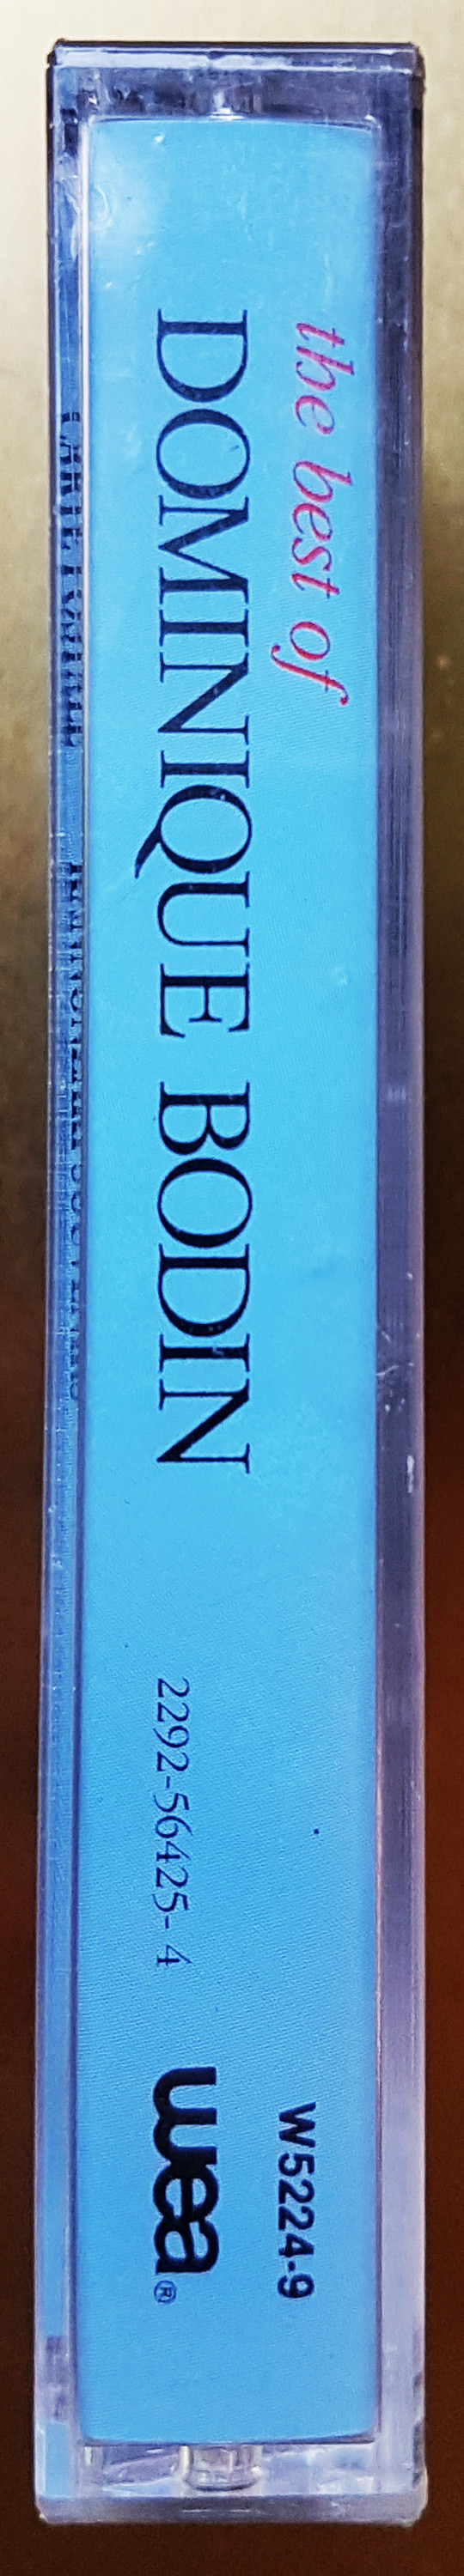 the best of
DOMINIQUE BODIN
2292-56425-4
W5224-9
wea®